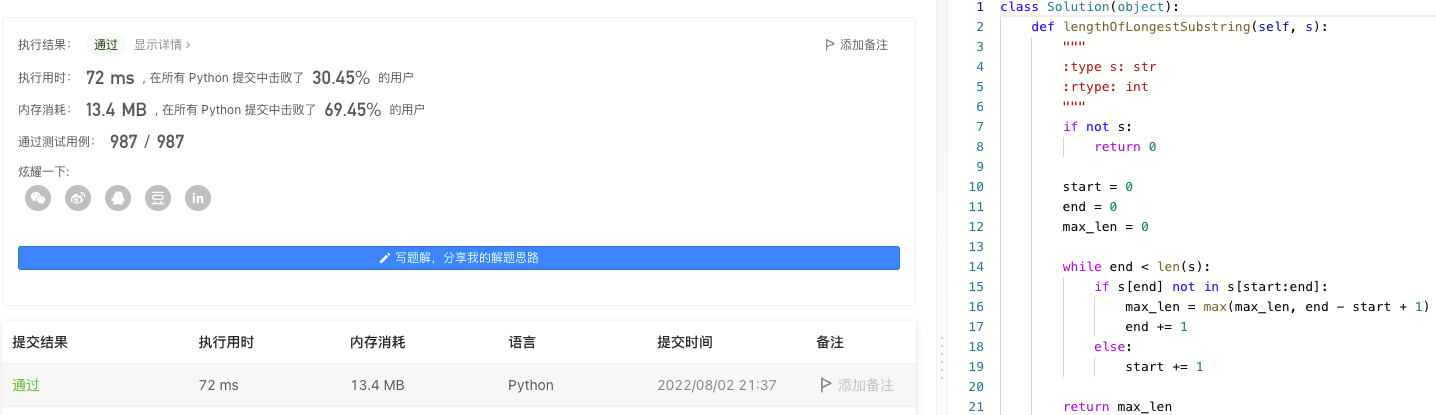 执行结果： 通过 显示详情 › 添加备注
执行用时： 72 ms , 在所有 Python 提交中击败了 30.45% 的用户
内存消耗： 13.4 MB , 在所有 Python 提交中击败了 69.45% 的用户
通过测试用例： 987 / 987
炫耀一下:
豆 in
写题解，分享我的解题思路
提交结果 执行用时 内存消耗 语言 提交时间 备注
通过 72 ms 13.4 MB Python 2022/08/02 21:37 添加备注
1 class Solution(object):
2     def lengthOfLongestSubstring(self, s):
3         """
4         :type s: str
5         :rtype: int
6         """
7         if not s:
8             return 0
9
10         start = 0
11         end = 0
12         max_len = 0
13
14         while end < len(s):
15             if s[end] not in s[start:end]:
16                 max_len = max(max_len, end - start + 1)
17                 end += 1
18             else:
19                 start += 1
20
21         return max_len